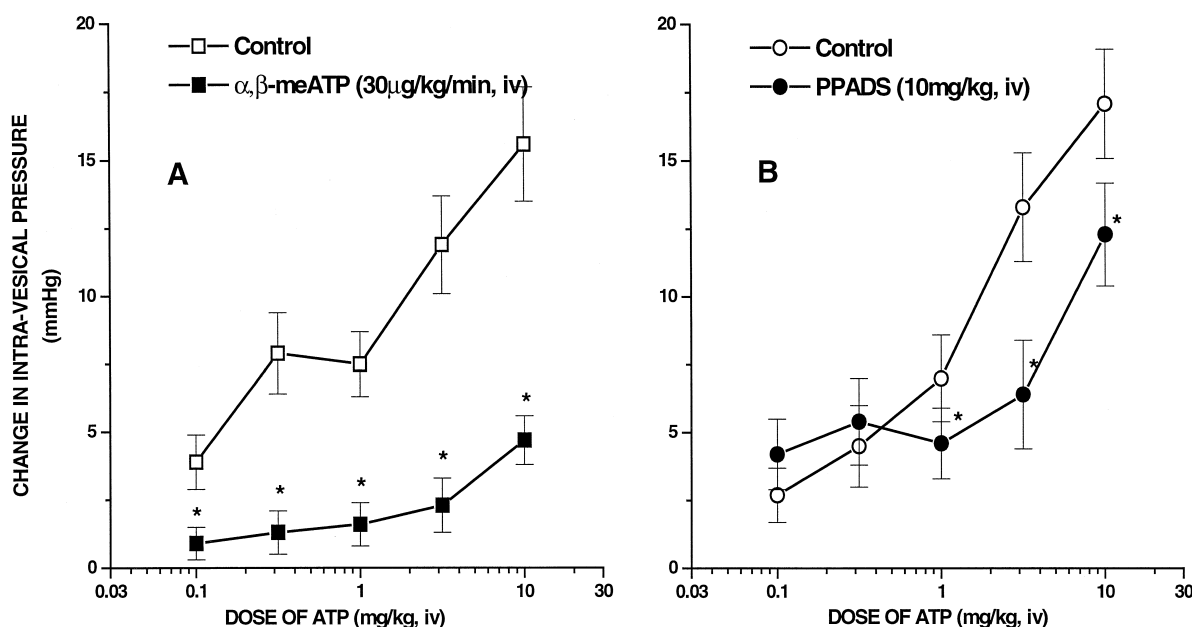 CHANGE IN INTRA-VESICAL PRESSURE
(mmHg)
20
15
10
5
0
Control
α,β-meATP (30μg/kg/min, iv)
A
*
*
*
*
*
0.03
0.1
1
10
30
DOSE OF ATP (mg/kg, iv)
20
15
10
5
0
Control
PPADS (10mg/kg, iv)
B
*
*
*
0.03
0.1
1
10
30
DOSE OF ATP (mg/kg, iv)